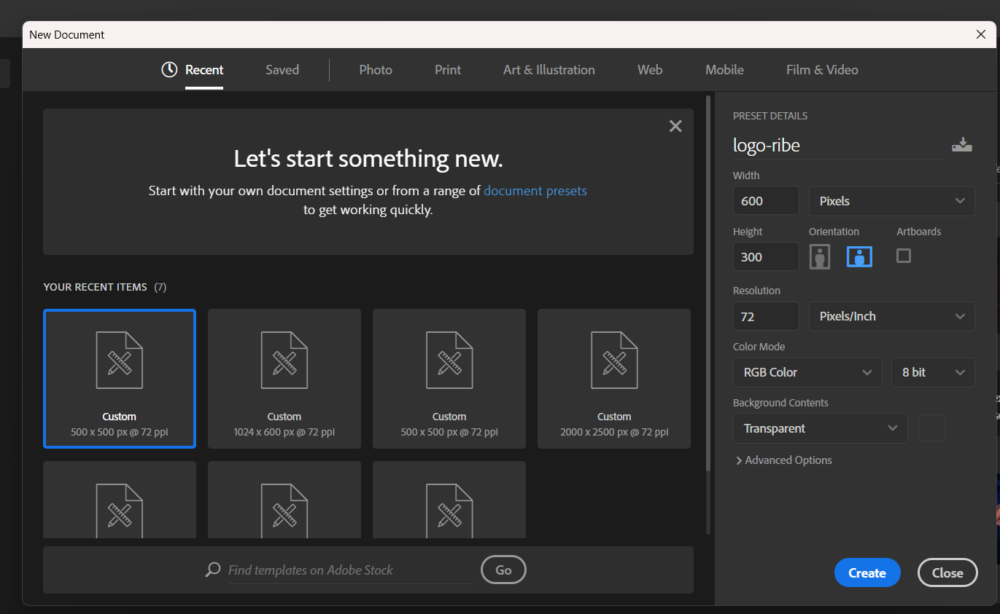 New Document
Recent
Saved
Photo
Print
Art & Illustration
Web
Mobile
Film & Video
Let's start something new.
Start with your own document settings or from a range of document presets
to get working quickly.
YOUR RECENT ITEMS (7)
Custom
500 x 500 px @ 72 ppi
Custom
1024 x 600 px @ 72 ppi
Custom
500 x 500 px @ 72 ppi
Custom
2000 x 2500 px @ 72 ppi
Find templates on Adobe Stock
Go
PRESET DETAILS
logo-ribe
Width
600
Pixels
Height
Orientation
Artboards
300
Resolution
72
Pixels/Inch
Color Mode
RGB Color
8 bit
Background Contents
Transparent
Advanced Options
Create
Close